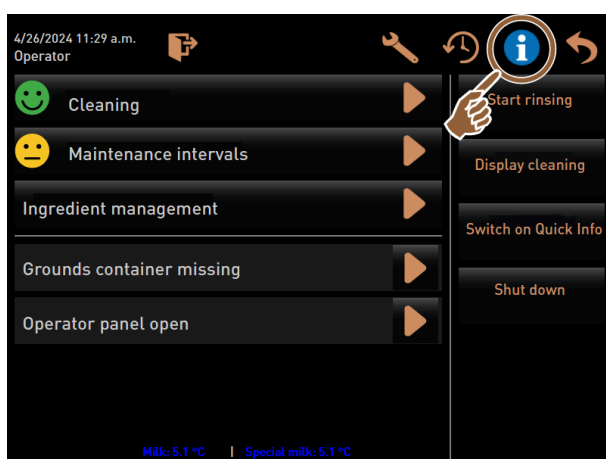 4/26/2024 11:29 a.m.
Operator
Cleaning
Maintenance intervals
Ingredient management
Grounds container missing
Operator panel open
Start rinsing
Display cleaning
Switch on Quick Info
Shut down
Milk: 5.1 °C | Special milk: 5.1 °C